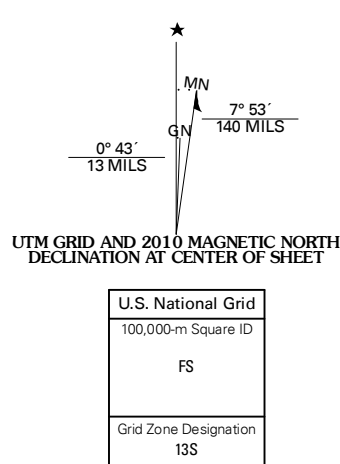 ★
MN
7° 53´
140 MILS
GN
0° 43´
13 MILS
UTM GRID AND 2010 MAGNETIC NORTH
DECLINATION AT CENTER OF SHEET
U.S. National Grid
100,000-m Square ID
FS
Grid Zone Designation
13S